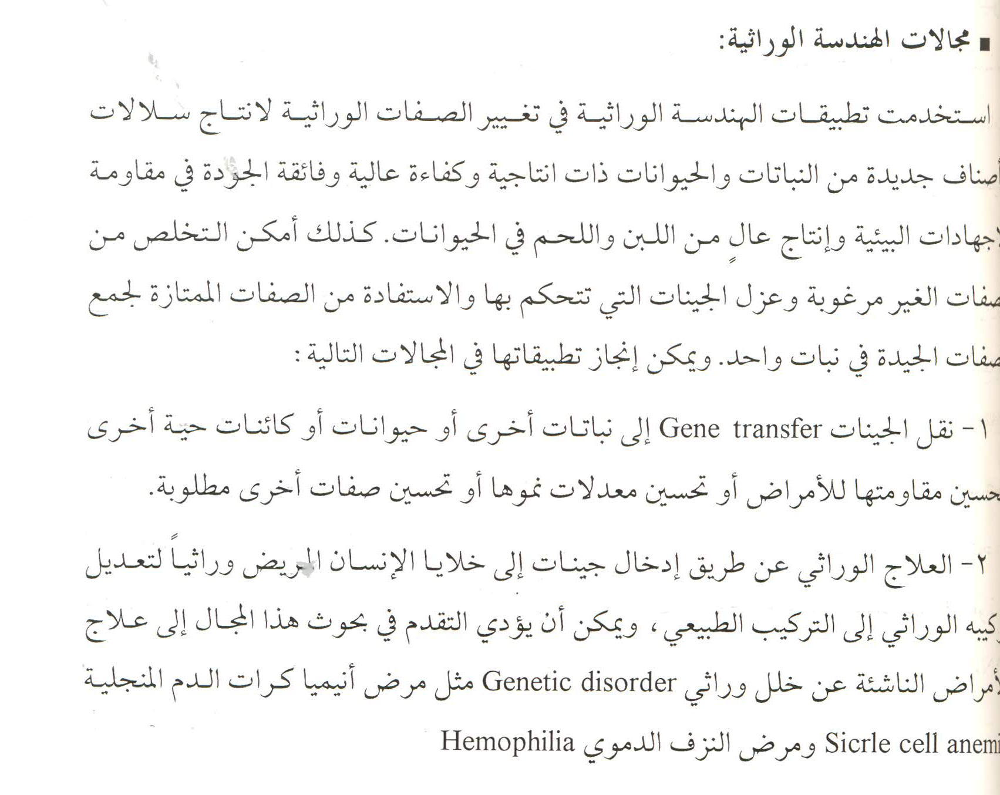 ■ مجالات الهندسة الوراثية:
استخدمت تطبيقات الهندسة الوراثية في تغيير الصفات الوراثية لانتاج سلالات
أصناف جديدة من النباتات والحيوانات ذات انتاجية وكفاءة عالية وفائقة الجودة في مقاومة
لاجهادات البيئية وإنتاج عالٍ من اللبن واللحم في الحيوانات. كذلك أمكن التخلص من
صفات الغير مرغوبة وعزل الجينات التي تتحكم بها والاستفادة من الصفات الممتازة لجمع
صفات الجيدة في نبات واحد. ويمكن إنجاز تطبيقاتها في المجالات التالية:
١- نقل الجينات Gene transfer إلى نباتات أخرى أو حيوانات أو كائنات حية أخرى
حسين مقاومتها للأمراض أو تحسين معدلات نموها أو تحسين صفات أخرى مطلوبة.
٢- العلاج الوراثي عن طريق إدخال جينات إلى خلايا الإنسان المريض وراثياً لتعديل
ركيبه الوراثي إلى التركيب الطبيعي، ويمكن أن يؤدي التقدم في بحوث هذا المجال إلى علاج
لأمراض الناشئة عن خلل وراثي Genetic disorder مثل مرض أنيميا كرات الدم المنجلية
Sicrle cell anemi ومرض النزف الدموي Hemophilia